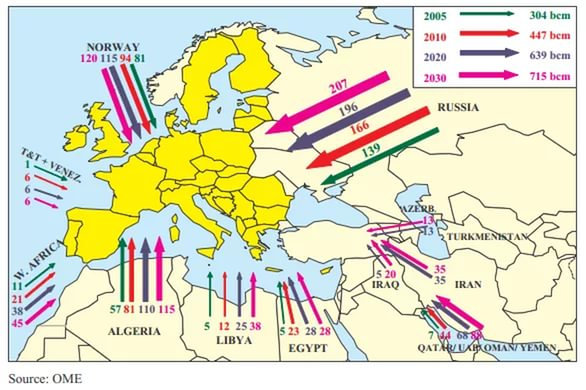 2005 304 bcm
2010 447 bcm
2020 639 bcm
2030 715 bcm
NORWAY
120 115 94 81
207
196
166
139
RUSSIA
T&T + VENEZ.
1
6
6
6
W. AFRICA
11
21
38
45
57 81 110 115
ALGERIA
5 12 25 38
LIBYA
5 23 28 28
EGYPT
AZERB.
13
13
TURKMENISTAN
5 20
IRAQ
35
35
IRAN
7 14 68 88
QATAR/ UAE/OMAN/ YEMEN
Source: OME